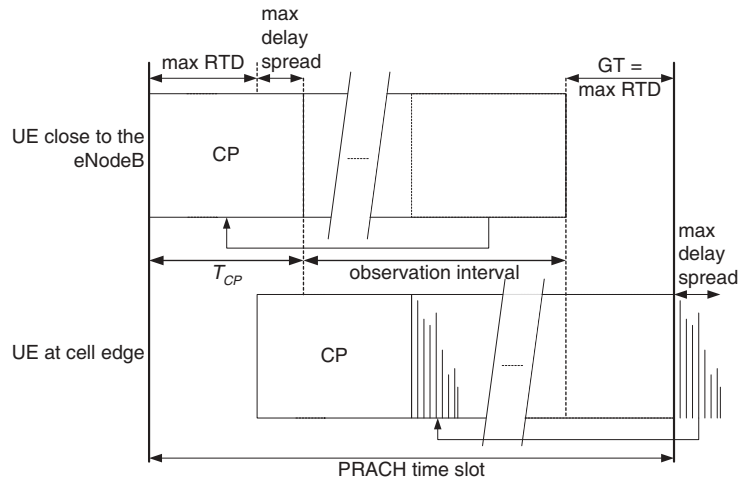 max
delay
spread
max RTD
GT =
max RTD
UE close to the
eNodeB
CP
max
delay
spread
T_CP
observation interval
UE at cell edge
CP
PRACH time slot